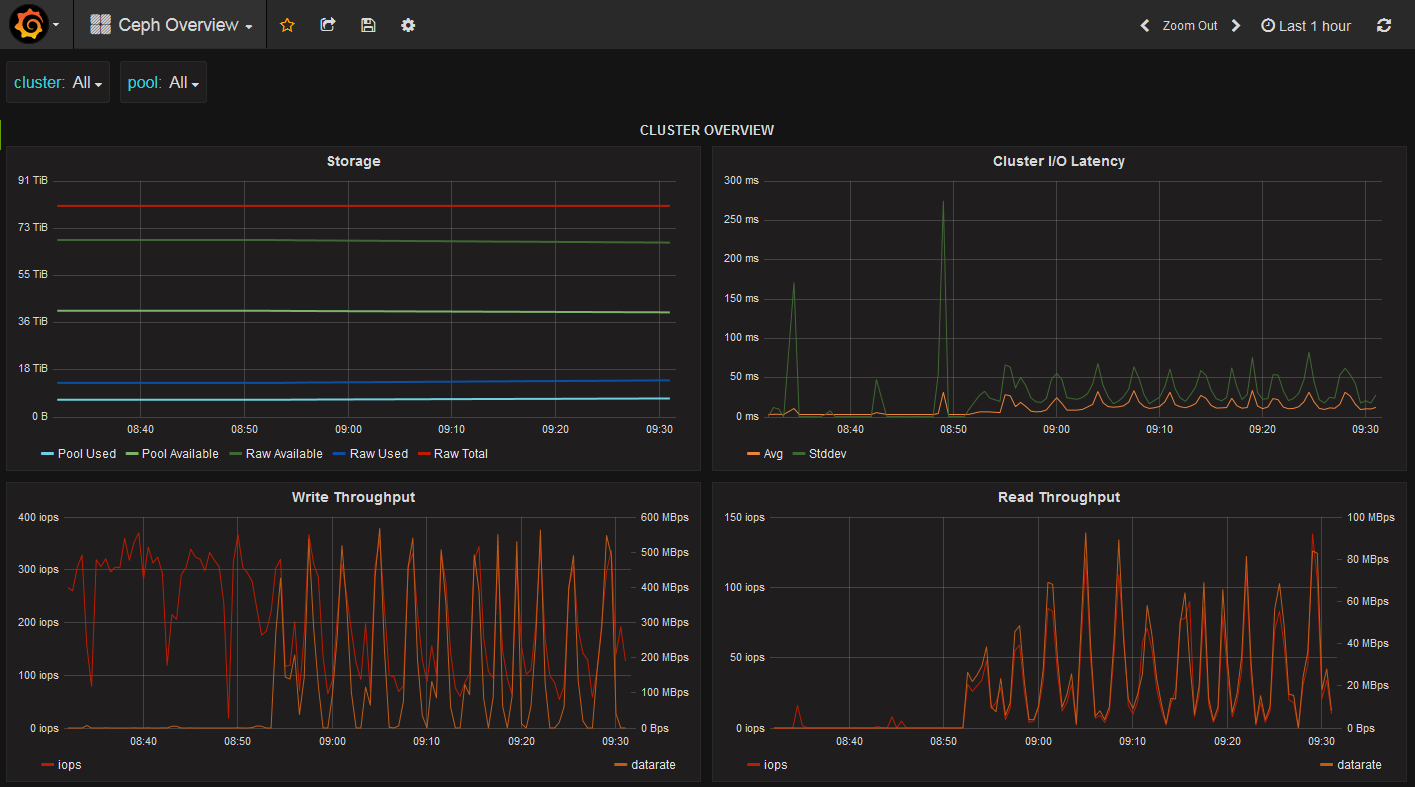 Ceph Overview
Zoom Out
Last 1 hour
cluster: All
pool: All
CLUSTER OVERVIEW
Storage
91 TiB
73 TiB
55 TiB
36 TiB
18 TiB
0 B
08:40 08:50 09:00 09:10 09:20 09:30
Pool Used Pool Available Raw Available Raw Used Raw Total
Cluster I/O Latency
300 ms
250 ms
200 ms
150 ms
100 ms
50 ms
0 ms
08:40 08:50 09:00 09:10 09:20 09:30
Avg Stddev
Write Throughput
400 iops 600 MBps
500 MBps
300 iops 400 MBps
200 iops 300 MBps
200 MBps
100 iops 100 MBps
0 iops 0 Bps
08:40 08:50 09:00 09:10 09:20 09:30
iops datarate
Read Throughput
150 iops 100 MBps
80 MBps
100 iops 60 MBps
50 iops 40 MBps
20 MBps
0 iops 0 Bps
08:40 08:50 09:00 09:10 09:20 09:30
iops datarate